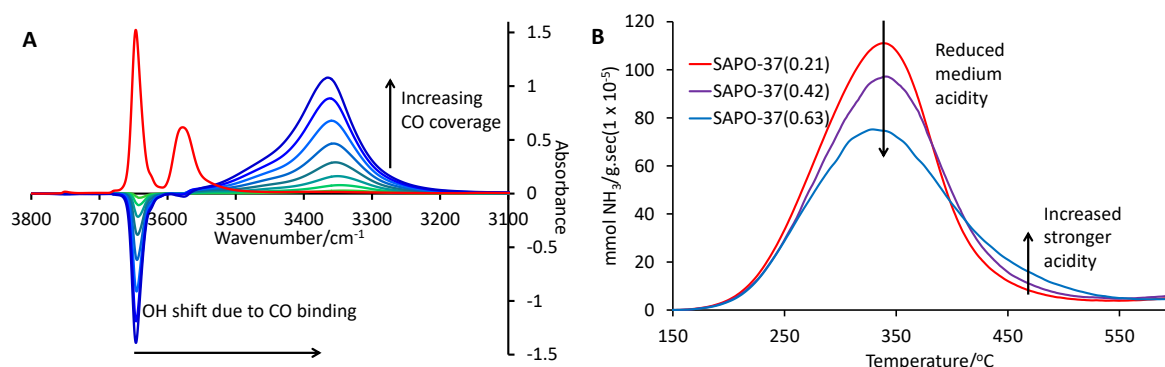 A
1.5
1
0.5
0
-0.5
-1
-1.5
Absorbance
Increasing
CO coverage
3800 3700 3600 3500 3400 3300 3200 3100
Wavenumber/cm⁻¹
OH shift due to CO binding
B
120
100
80
60
40
20
0
mmol NH₃/g.sec(1 x 10⁻⁵)
SAPO-37(0.21)
SAPO-37(0.42)
SAPO-37(0.63)
Reduced
medium
acidity
Increased
stronger
acidity
150 250 350 450 550
Temperature/°C